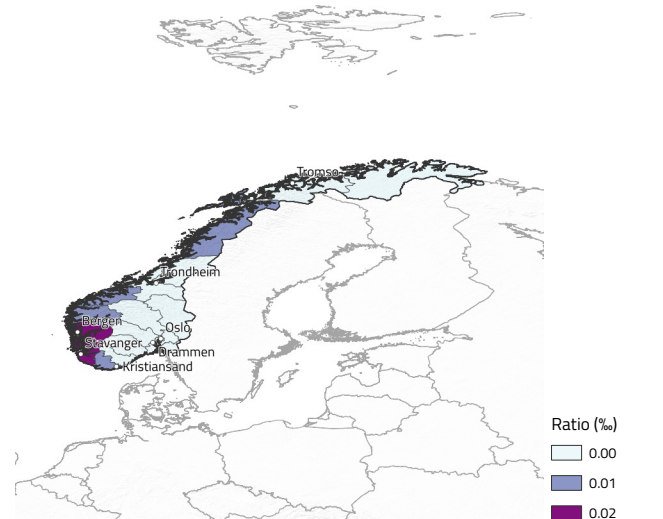 Tromsø
Trondheim
Bergen
Oslo
Stavanger
Drammen
Kristiansand
Ratio (‰)
0.00
0.01
0.02